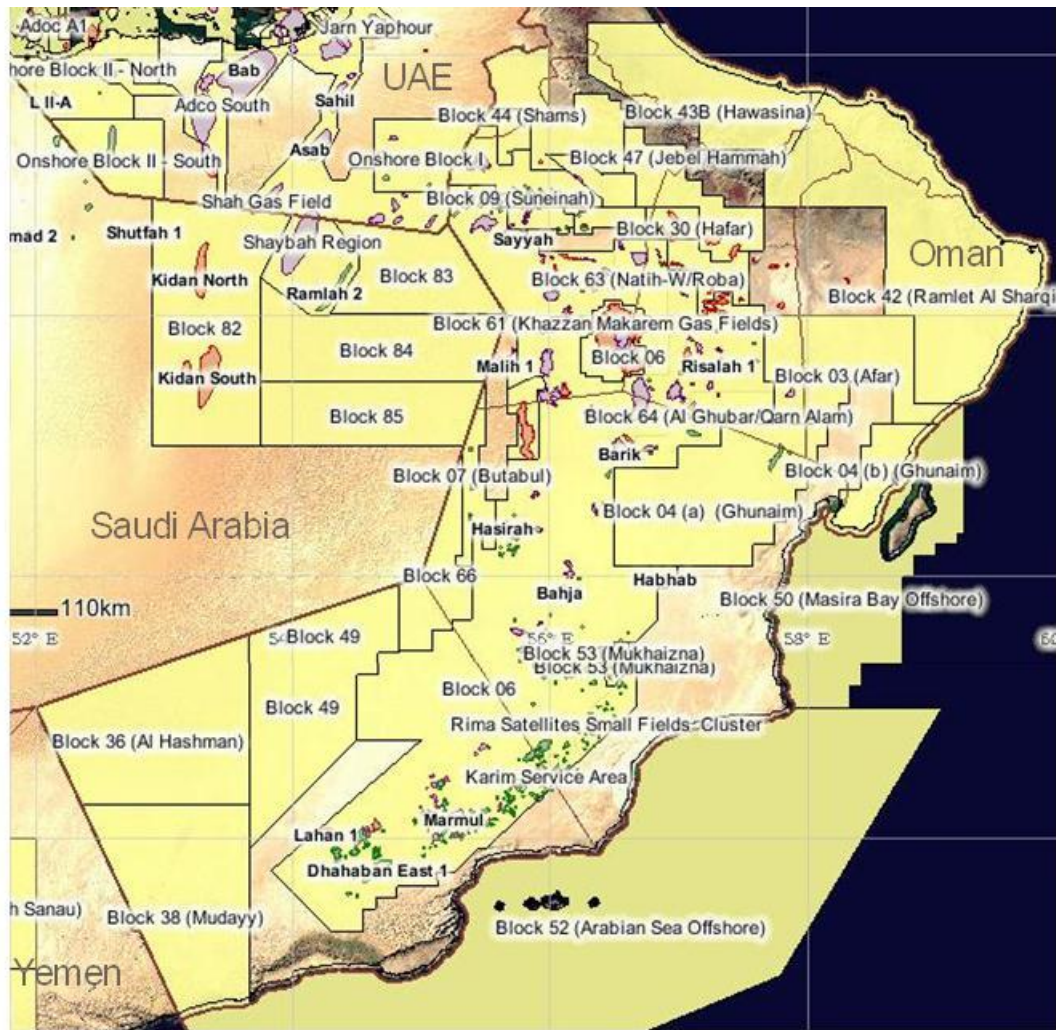 Adoc A1
Jarn Yaphour
hore Block II - North
Bab
UAE
L II-A
Adco South
Sahil
Block 44 (Shams)
Block 43B (Hawasina)
Asab
Onshore Block II - South
Onshore Block I
Block 47 (Jebel Hammah)
Shah Gas Field
Block 09 (Suneinah)
mad 2
Shutfah 1
Shaybah Region
Sayyah
Block 30 (Hafar)
Oman
Kidan North
Ramlah 2
Block 83
Block 63 (Natih-W/Roba)
Block 42 (Ramlet Al Sharqi
Block 82
Block 61 (Khazzan Makarem Gas Fields)
Block 84
Block 06
Kidan South
Malih 1
Risalah 1
Block 03 (Afar)
Block 85
Block 64 (Al Ghubar/Qarn Alam)
Barik
Block 07 (Butabul)
Block 04 (b) (Ghunaim)
Saudi Arabia
Hasirah
Block 04 (a) (Ghunaim)
Block 66
Habhab
Bahja
Block 50 (Masira Bay Offshore)
110km
52° E
54
56° E
58° E
Block 49
Block 53 (Mukhaizna)
Block 53 (Mukhaizna)
Block 06
Block 49
Rima Satellites Small Fields- Cluster
Block 36 (Al Hashman)
Karim Service Area
Marmul
Lahan 1
Dhahaban East 1
h Sanau)
Block 38 (Mudayy)
Block 52 (Arabian Sea Offshore)
Yemen